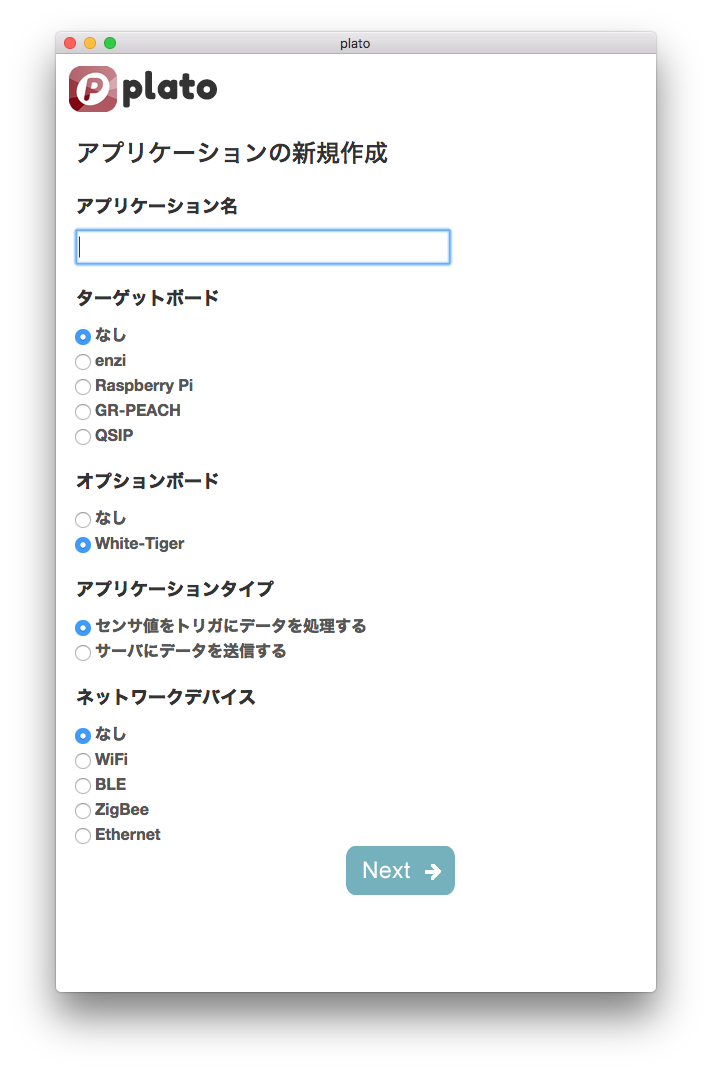 plato
P plato
アプリケーションの新規作成
アプリケーション名
ターゲットボード
なし
enzi
Raspberry Pi
GR-PEACH
QSIP
オプションボード
なし
White-Tiger
アプリケーションタイプ
センサ値をトリガにデータを処理する
サーバにデータを送信する
ネットワークデバイス
なし
WiFi
BLE
ZigBee
Ethernet
Next